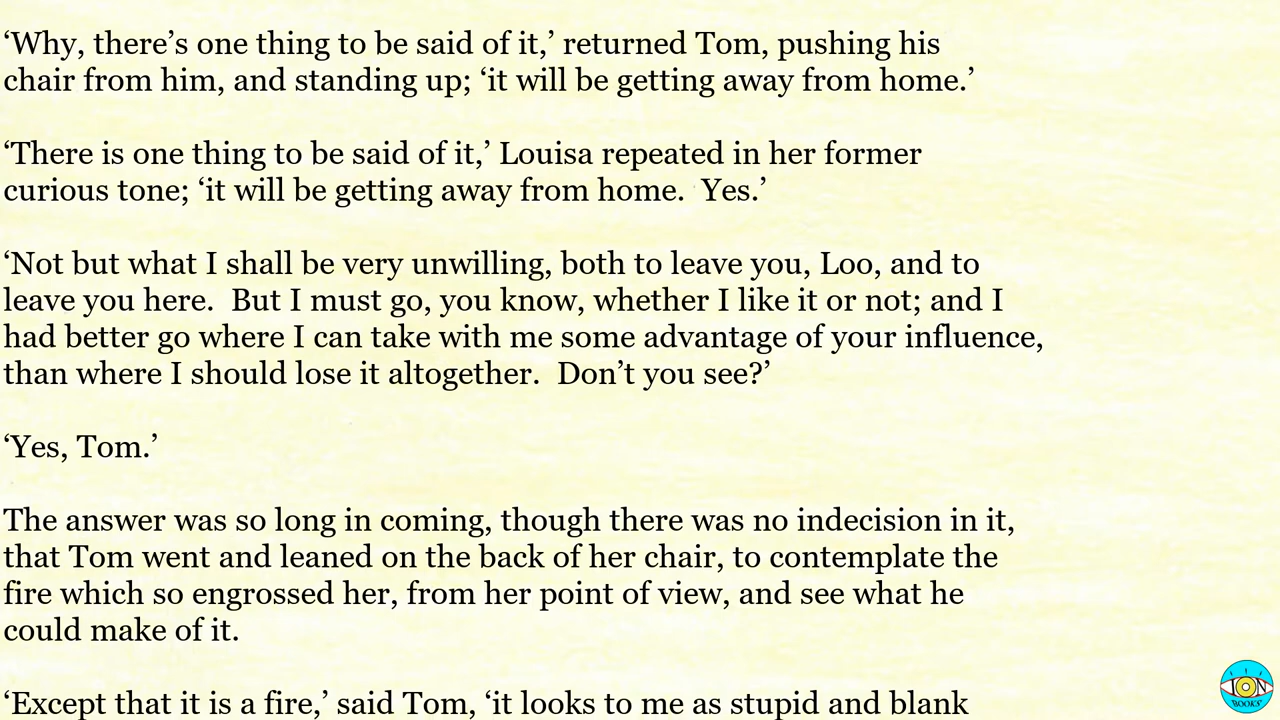 ‘Why, there’s one thing to be said of it,’ returned Tom, pushing his
chair from him, and standing up; ‘it will be getting away from home.’
‘There is one thing to be said of it,’ Louisa repeated in her former
curious tone; ‘it will be getting away from home.  Yes.’
‘Not but what I shall be very unwilling, both to leave you, Loo, and to
leave you here.  But I must go, you know, whether I like it or not; and I
had better go where I can take with me some advantage of your influence,
than where I should lose it altogether.  Don’t you see?’
‘Yes, Tom.’
The answer was so long in coming, though there was no indecision in it,
that Tom went and leaned on the back of her chair, to contemplate the
fire which so engrossed her, from her point of view, and see what he
could make of it.
‘Except that it is a fire,’ said Tom, ‘it looks to me as stupid and blank
ION
BOOKS